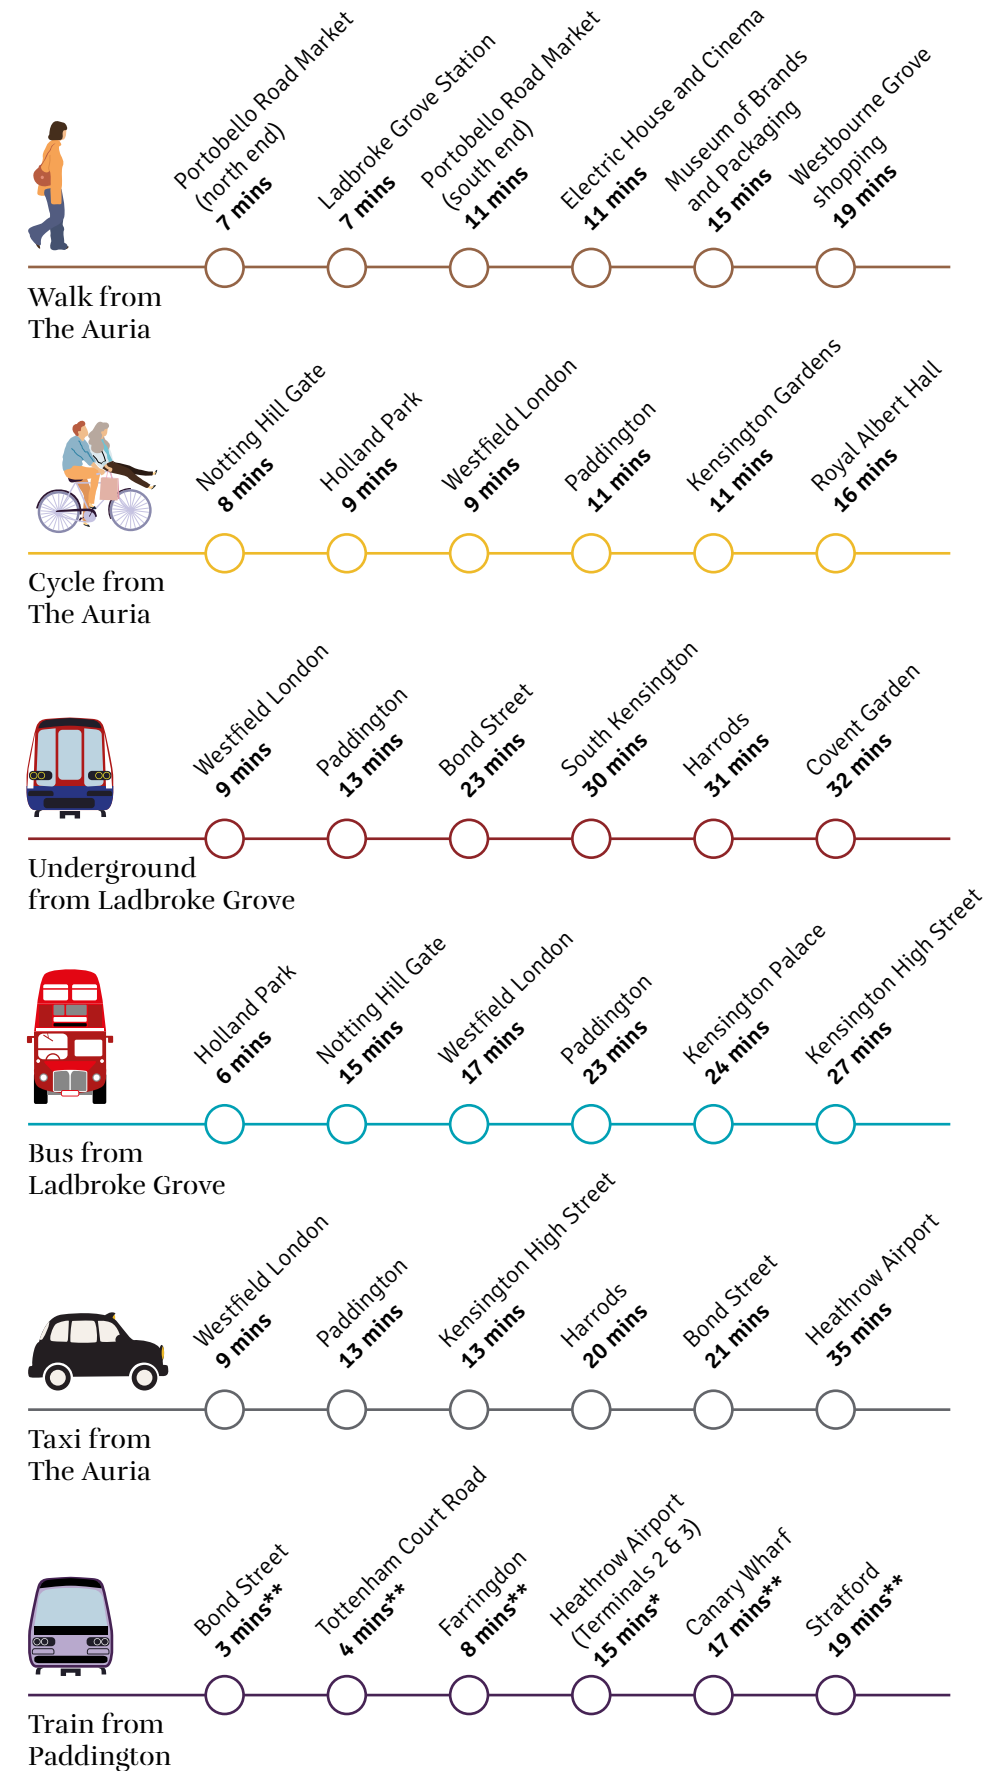 Portobello Road Market
(north end)
7 mins
Ladbroke Grove Station
7 mins
Portobello Road Market
(south end)
11 mins
Electric House and Cinema
11 mins
Museum of Brands
and Packaging
15 mins
Westbourne Grove
shopping
19 mins
Walk from
The Auria
Notting Hill Gate
8 mins
Holland Park
9 mins
Westfield London
9 mins
Paddington
11 mins
Kensington Gardens
11 mins
Royal Albert Hall
16 mins
Cycle from
The Auria
Westfield London
9 mins
Paddington
13 mins
Bond Street
23 mins
South Kensington
30 mins
Harrods
31 mins
Covent Garden
32 mins
Underground
from Ladbroke Grove
Holland Park
6 mins
Notting Hill Gate
15 mins
Westfield London
17 mins
Paddington
23 mins
Kensington Palace
24 mins
Kensington High Street
27 mins
Bus from
Ladbroke Grove
Westfield London
9 mins
Paddington
13 mins
Kensington High Street
13 mins
Harrods
20 mins
Bond Street
21 mins
Heathrow Airport
35 mins
Taxi from
The Auria
Bond Street
3 mins**
Tottenham Court Road
4 mins**
Farringdon
8 mins**
Heathrow Airport
(Terminals 2 & 3)
15 mins*
Canary Wharf
17 mins**
Stratford
19 mins**
Train from
Paddington